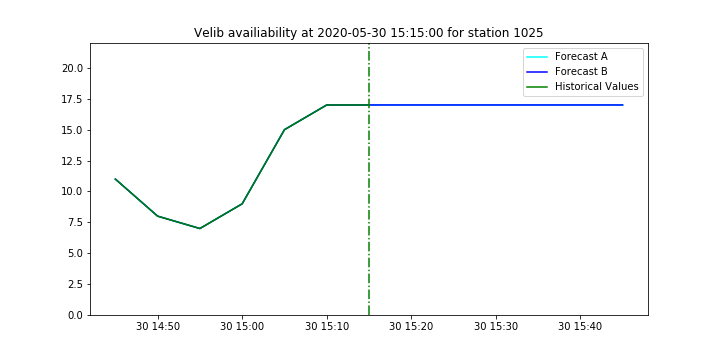 Velib availiability at 2020-05-30 15:15:00 for station 1025
Forecast A
Forecast B
Historical Values
20.0
17.5
15.0
12.5
10.0
7.5
5.0
2.5
0.0
30 14:50 30 15:00 30 15:10 30 15:20 30 15:30 30 15:40